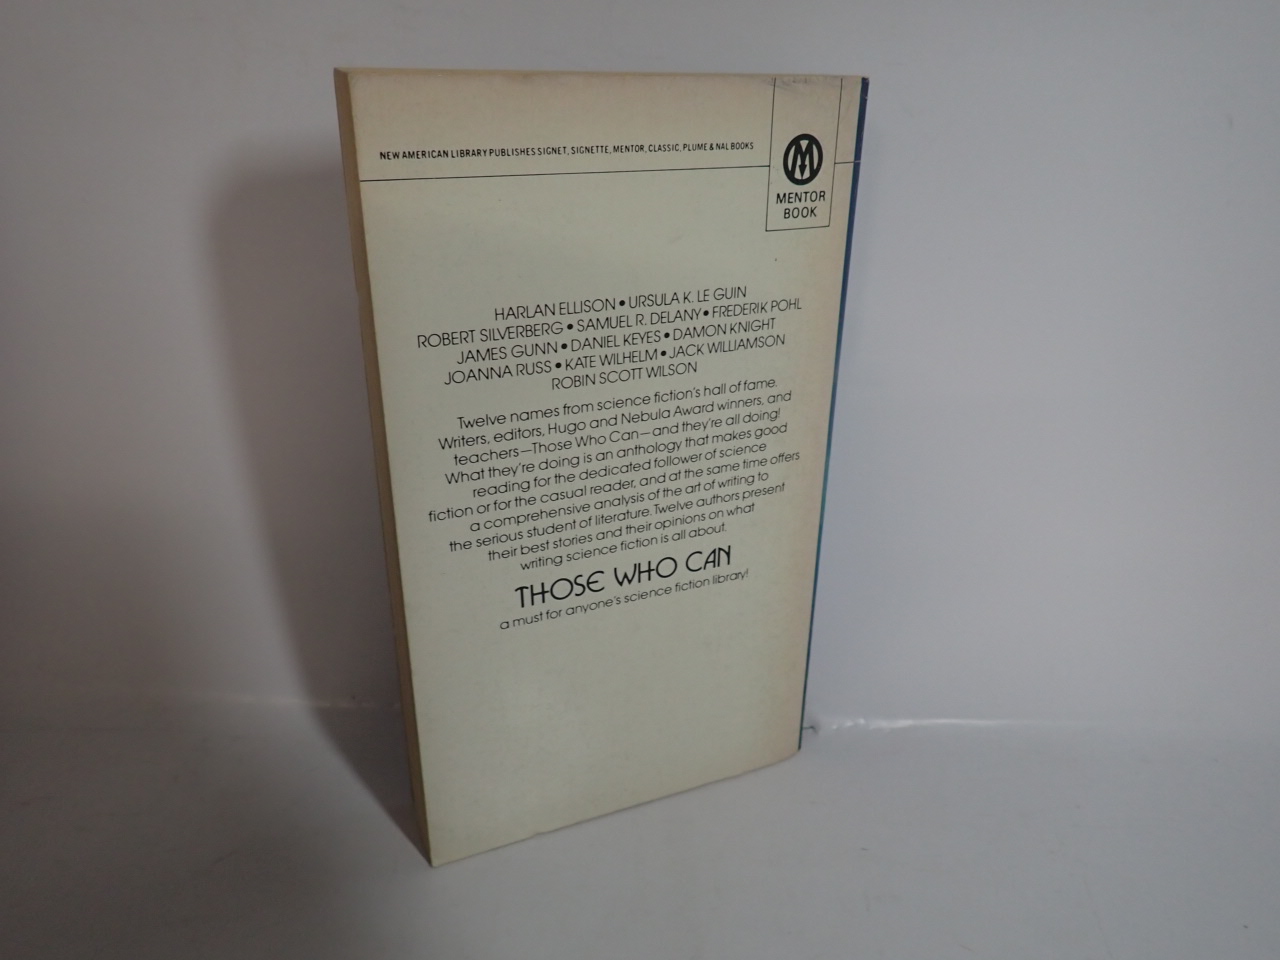 NEW AMERICAN LIBRARY PUBLISHES SIGNET, SIGNETTE, MENTOR, CLASSIC, PLUME & NAL BOOKS
M
MENTOR
BOOK
HARLAN ELLISON • URSULA K. LE GUIN
ROBERT SILVERBERG • SAMUEL R. DELANY • FREDERIK POHL
JAMES GUNN • DANIEL KEYES • DAMON KNIGHT
JOANNA RUSS • KATE WILHELM • JACK WILLIAMSON
ROBIN SCOTT WILSON
Twelve names from science fiction's hall of fame.
Writers, editors, Hugo and Nebula Award winners, and
teachers—Those Who Can—and they're all doing!
What they're doing is an anthology that makes good
reading for the dedicated follower of science
fiction or for the casual reader, and at the same time offers
a comprehensive analysis of the art of writing to
the serious student of literature. Twelve authors present
their best stories and their opinions on what
writing science fiction is all about.
THOSE WHO CAN
a must for anyone's science fiction library!